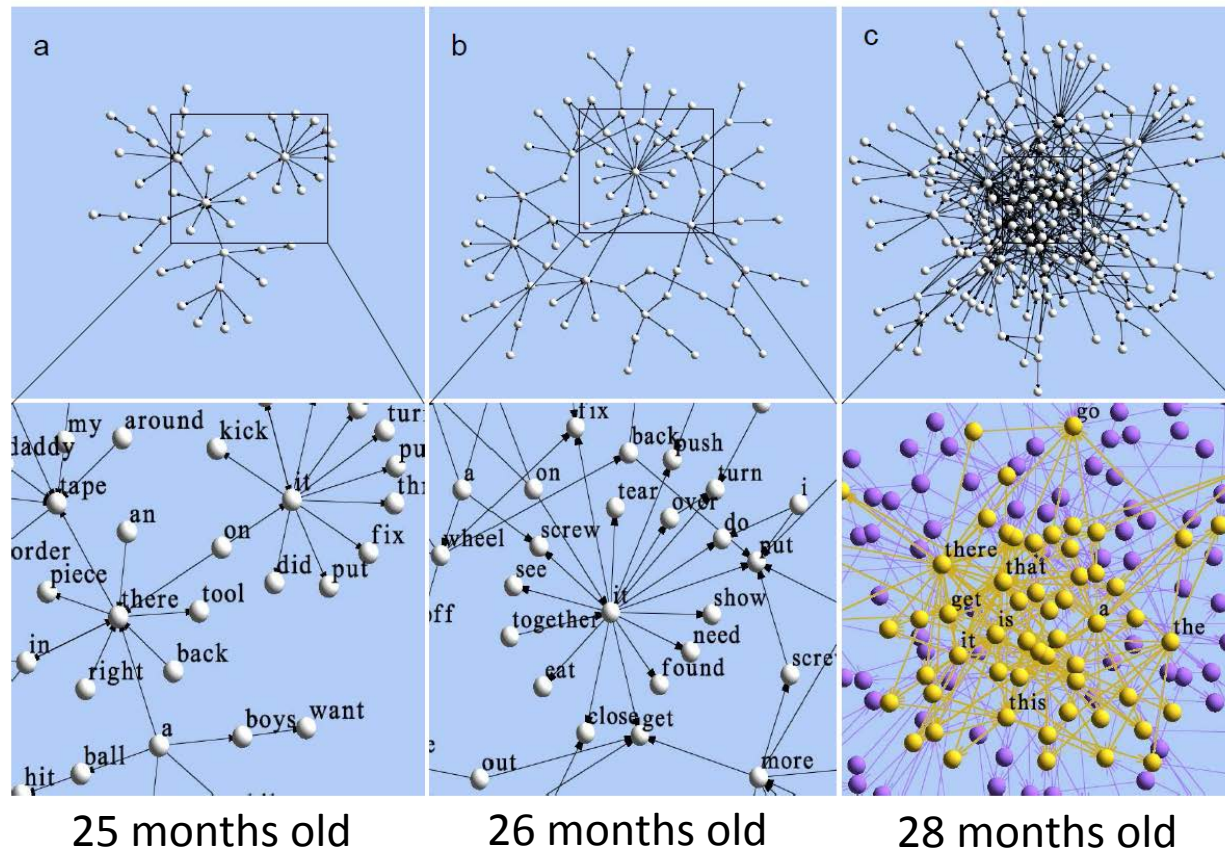 a
b
c
my
around
kick
turn
daddy
pu
tape
it
an
thr
on
order
fix
piece
did
put
there
tool
in
back
right
boys
want
a
ball
hit
fix
back
push
a
on
turn
i
tear
over
wheel
screw
do
put
see
it
show
off
together
need
eat
found
screw
close
get
e
out
more
go
there
that
get
a
is
the
it
this
25 months old
26 months old
28 months old